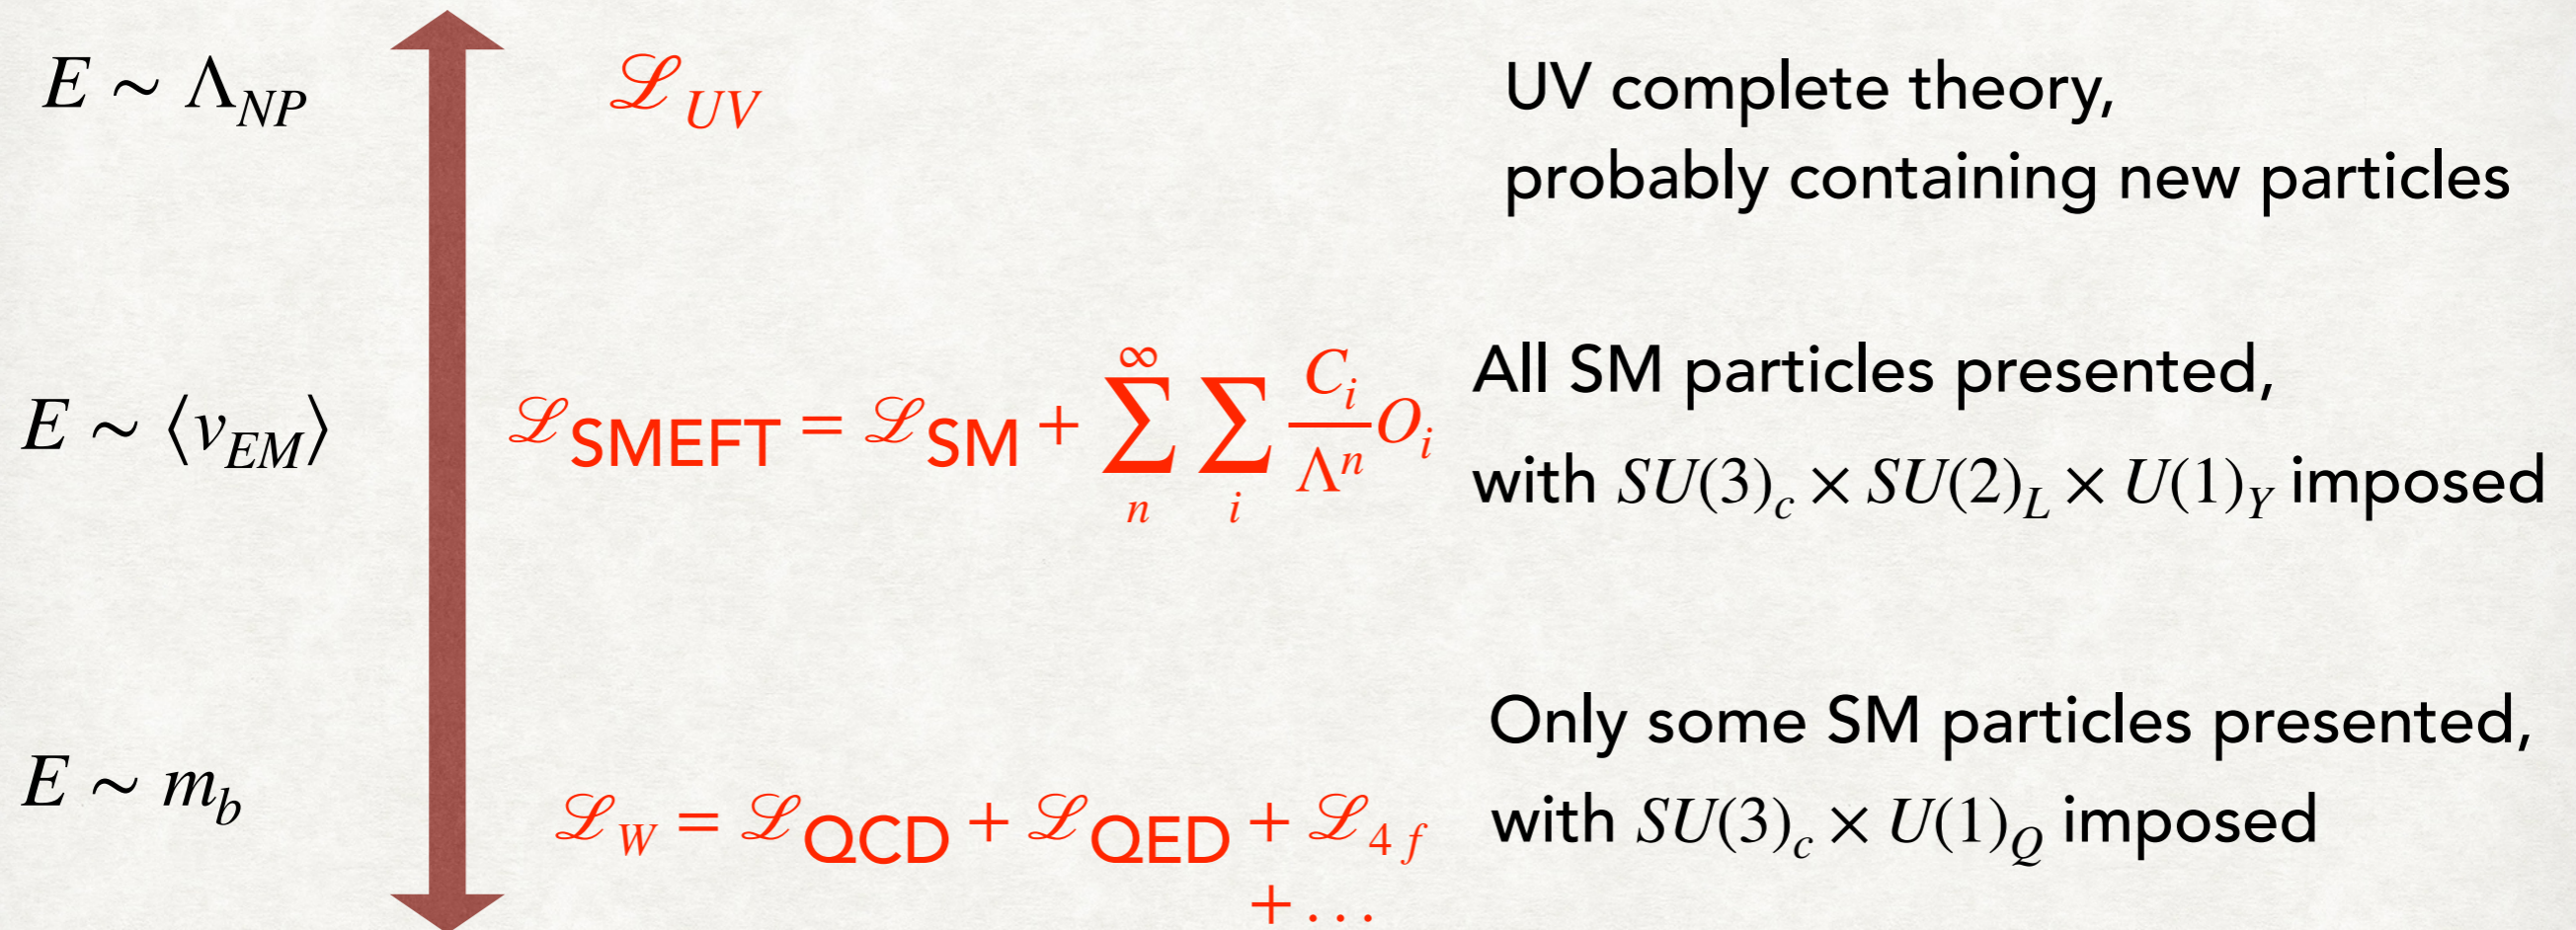 E ∼ Λ_NP
ℒ_UV
UV complete theory,
probably containing new particles
E ∼ ⟨v_EM⟩
ℒ_SMEFT = ℒ_SM + ∑_n^∞ ∑_i C_i/Λ^n O_i
All SM particles presented,
with SU(3)_c × SU(2)_L × U(1)_Y imposed
E ∼ m_b
ℒ_W = ℒ_QCD + ℒ_QED + ℒ_4f
+ . . .
Only some SM particles presented,
with SU(3)_c × U(1)_Q imposed